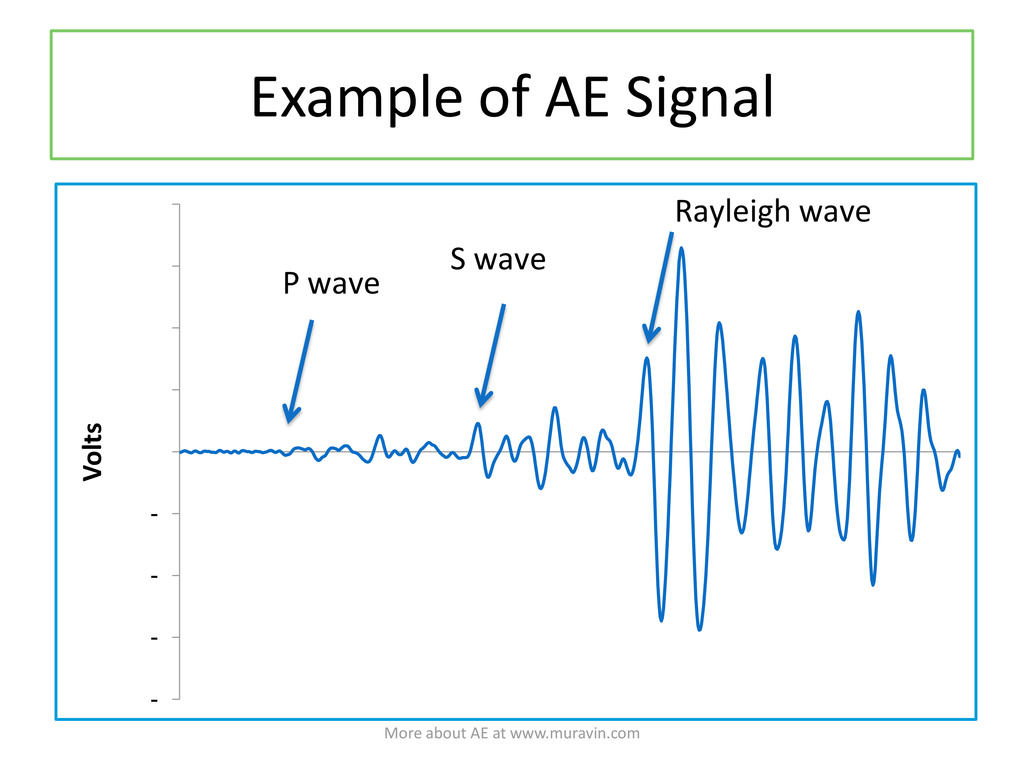 Example of AE Signal
Rayleigh wave
S wave
P wave
Volts
-
-
-
-
More about AE at www.muravin.com